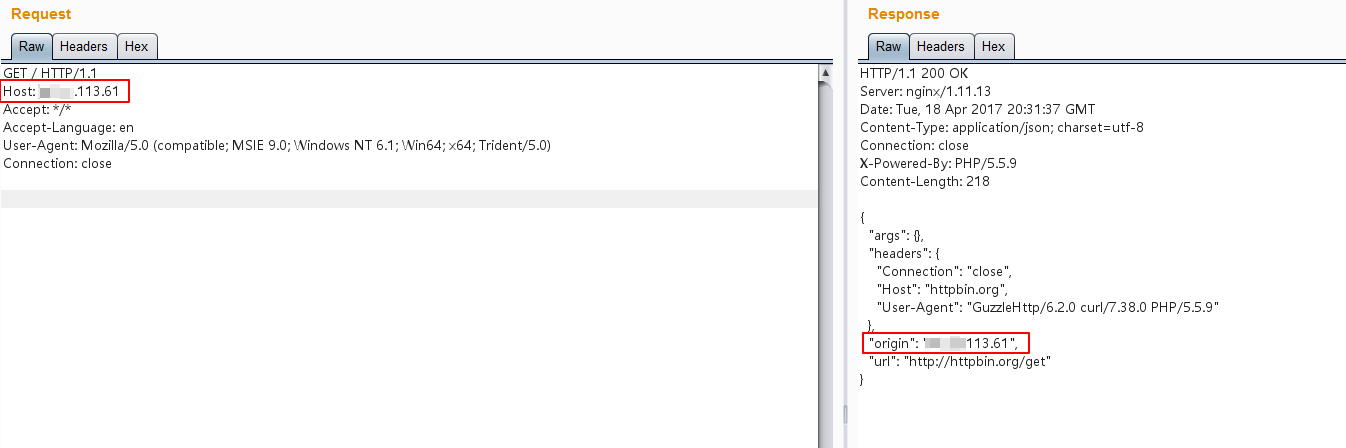 Request
Raw Headers Hex
GET / HTTP/1.1
Host: .113.61
Accept: */*
Accept-Language: en
User-Agent: Mozilla/5.0 (compatible; MSIE 9.0; Windows NT 6.1; Win64; x64; Trident/5.0)
Connection: close
Response
Raw Headers Hex
HTTP/1.1 200 OK
Server: nginx/1.11.13
Date: Tue, 18 Apr 2017 20:31:37 GMT
Content-Type: application/json; charset=utf-8
Connection: close
X-Powered-By: PHP/5.5.9
Content-Length: 218
{
"args": {},
"headers": {
"Connection": "close",
"Host": "httpbin.org",
"User-Agent": "GuzzleHttp/6.2.0 curl/7.38.0 PHP/5.5.9"
},
"origin": "113.61",
"url": "http://httpbin.org/get"
}